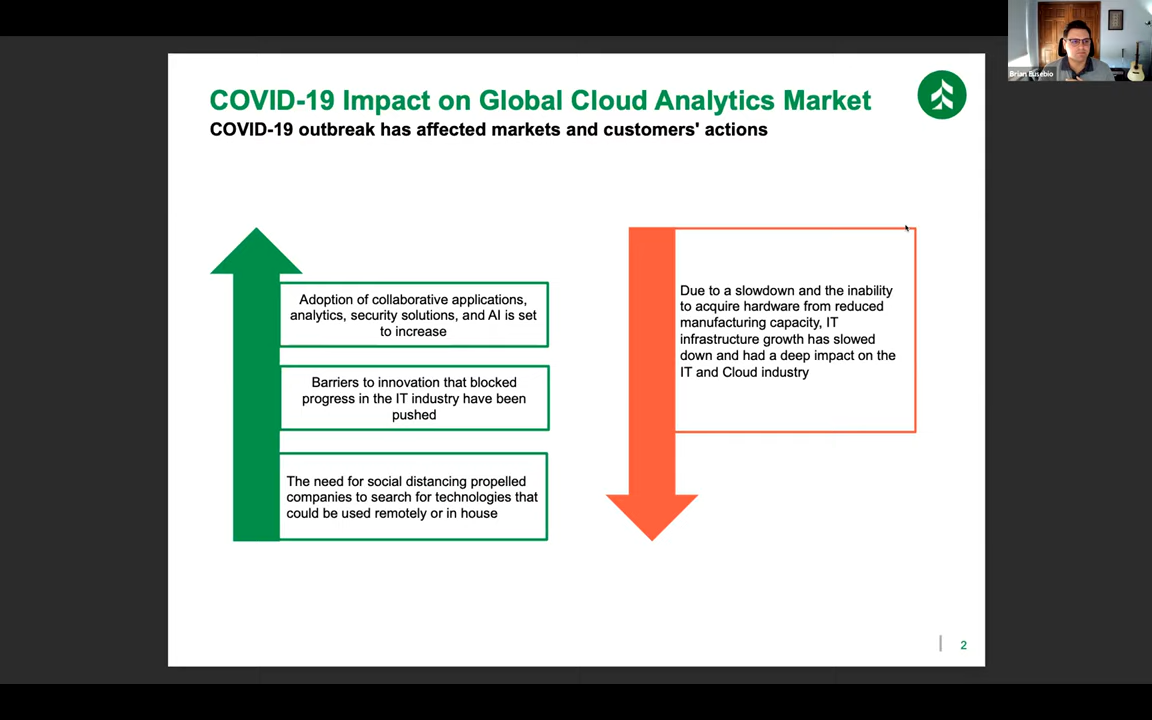 Brian Eusebio
COVID-19 Impact on Global Cloud Analytics Market
COVID-19 outbreak has affected markets and customers' actions
Adoption of collaborative applications,
analytics, security solutions, and AI is set
to increase
Barriers to innovation that blocked
progress in the IT industry have been
pushed
The need for social distancing propelled
companies to search for technologies that
could be used remotely or in house
Due to a slowdown and the inability
to acquire hardware from reduced
manufacturing capacity, IT
infrastructure growth has slowed
down and had a deep impact on the
IT and Cloud industry
2